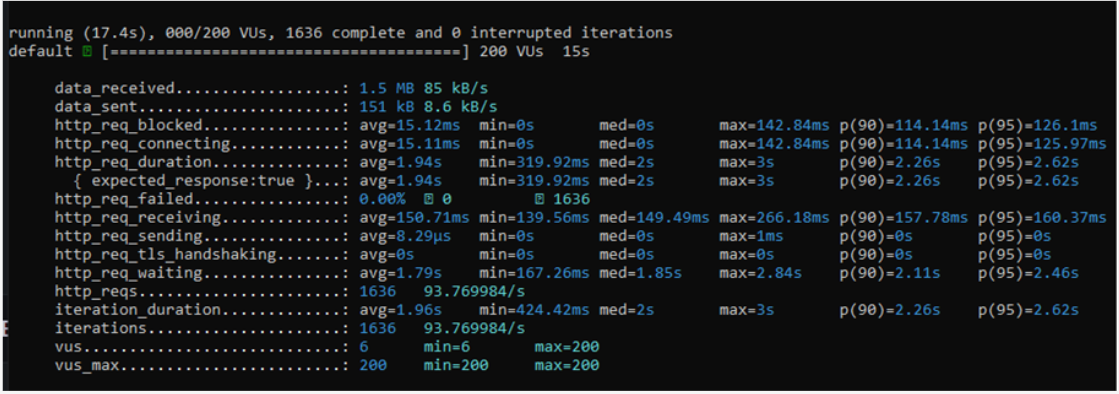 running (17.4s), 000/200 VUs, 1636 complete and 0 interrupted iterations
default [======================================] 200 VUs  15s
data_received..................: 1.5 MB 85 kB/s
data_sent......................: 151 kB 8.6 kB/s
http_req_blocked...............: avg=15.12ms  min=0s       med=0s       max=142.84ms p(90)=114.14ms p(95)=126.1ms
http_req_connecting............: avg=15.11ms  min=0s       med=0s       max=142.84ms p(90)=114.14ms p(95)=125.97ms
http_req_duration..............: avg=1.94s    min=319.92ms med=2s       max=3s       p(90)=2.26s    p(95)=2.62s
{ expected_response:true }...: avg=1.94s    min=319.92ms med=2s       max=3s       p(90)=2.26s    p(95)=2.62s
http_req_failed................: 0.00%  0        1636
http_req_receiving.............: avg=150.71ms min=139.56ms med=149.49ms max=266.18ms p(90)=157.78ms p(95)=160.37ms
http_req_sending...............: avg=8.29µs   min=0s       med=0s       max=1ms      p(90)=0s       p(95)=0s
http_req_tls_handshaking.......: avg=0s       min=0s       med=0s       max=0s       p(90)=0s       p(95)=0s
http_req_waiting...............: avg=1.79s    min=167.26ms med=1.85s    max=2.84s    p(90)=2.11s    p(95)=2.46s
http_reqs......................: 1636   93.769984/s
iteration_duration.............: avg=1.96s    min=424.42ms med=2s       max=3s       p(90)=2.26s    p(95)=2.62s
iterations.....................: 1636   93.769984/s
vus............................: 6      min=6      max=200
vus_max........................: 200    min=200    max=200